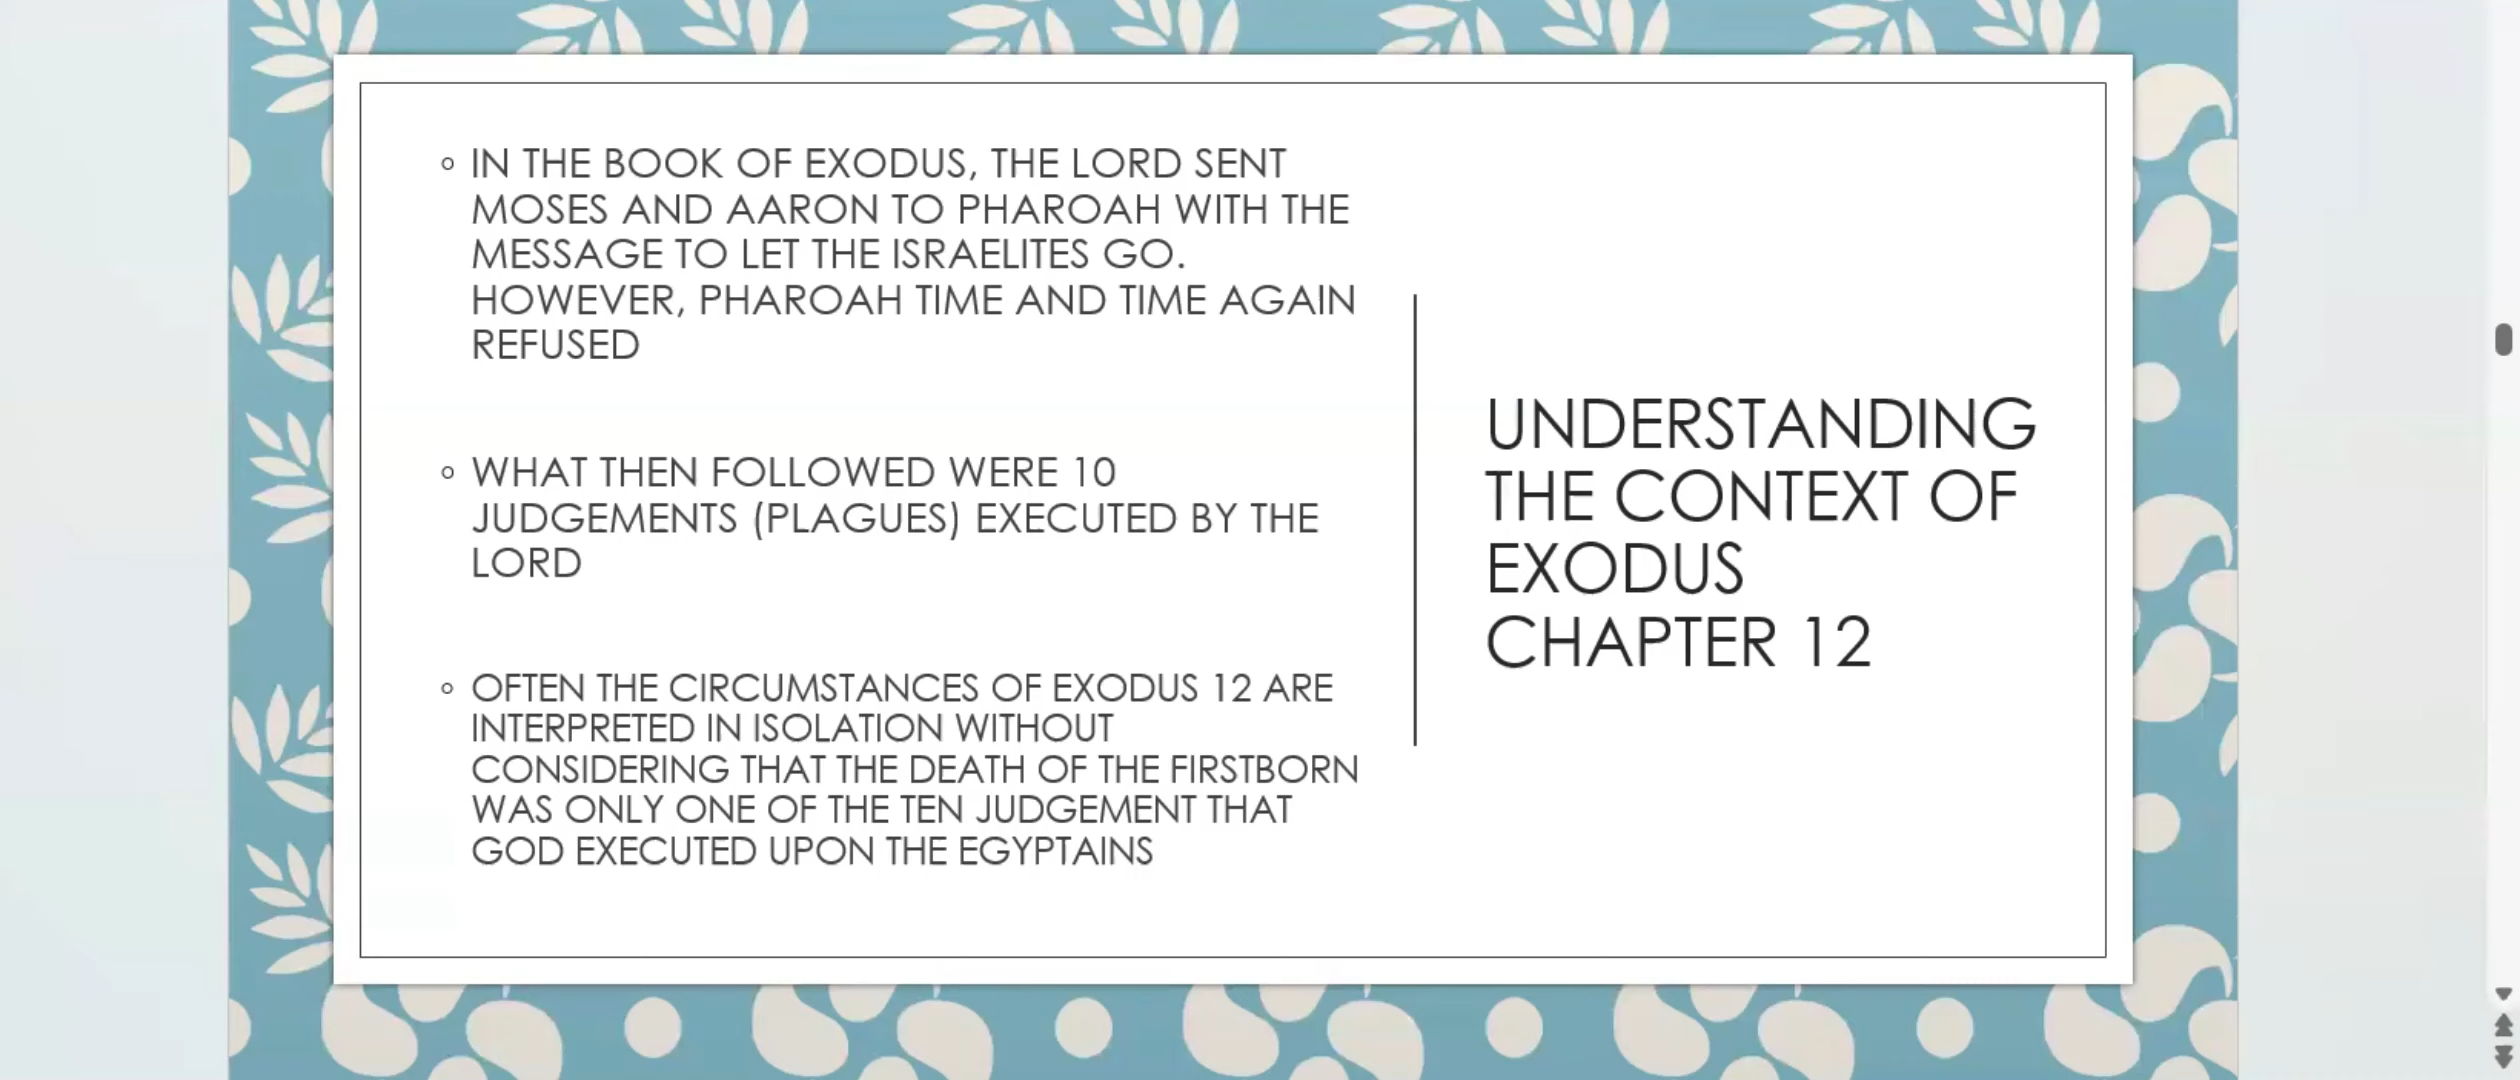 ◦ IN THE BOOK OF EXODUS, THE LORD SENT
MOSES AND AARON TO PHAROAH WITH THE
MESSAGE TO LET THE ISRAELITES GO.
HOWEVER, PHAROAH TIME AND TIME AGAIN
REFUSED
◦ WHAT THEN FOLLOWED WERE 10
JUDGEMENTS (PLAGUES) EXECUTED BY THE
LORD
◦ OFTEN THE CIRCUMSTANCES OF EXODUS 12 ARE
INTERPRETED IN ISOLATION WITHOUT
CONSIDERING THAT THE DEATH OF THE FIRSTBORN
WAS ONLY ONE OF THE TEN JUDGEMENT THAT
GOD EXECUTED UPON THE EGYPTAINS
UNDERSTANDING
THE CONTEXT OF
EXODUS
CHAPTER 12